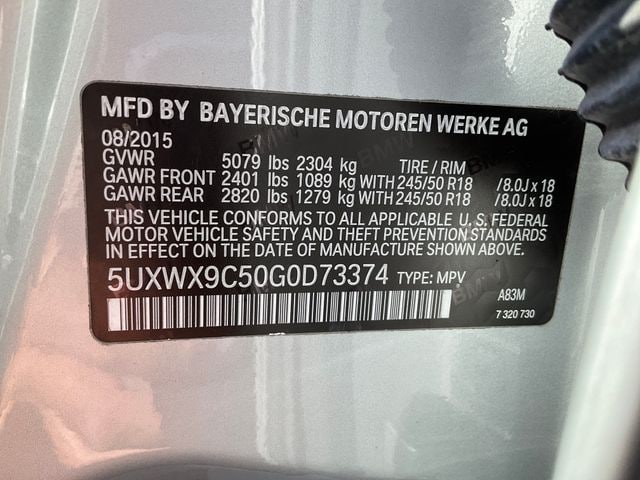 MFD BY BAYERISCHE MOTOREN WERKE AG
08/2015
GVWR 5079 lbs 2304 kg TIRE / RIM
GAWR FRONT 2401 lbs 1089 kg WITH 245/50 R18 /8.0J x 18
GAWR REAR 2820 lbs 1279 kg WITH 245/50 R18 /8.0J x 18
THIS VEHICLE CONFORMS TO ALL APPLICABLE U.S. FEDERAL
MOTOR VEHICLE SAFETY AND THEFT PREVENTION STANDARDS
IN EFFECT ON THE DATE OF MANUFACTURE SHOWN ABOVE.
5UXWX9C50G0D73374 TYPE: MPV
A83M
7 320 730